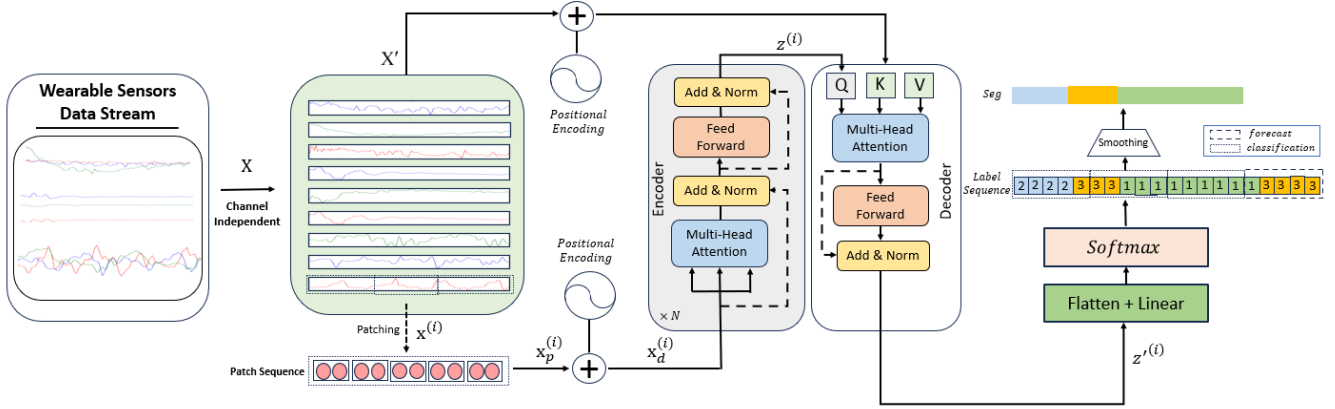 Wearable Sensors
Data Stream
X
Channel
Independent
X′
Patching
x^(i)
Patch Sequence
x_p^(i)
Positional
Encoding
Positional
Encoding
x_d^(i)
z^(i)
Encoder
Add & Norm
Feed
Forward
Add & Norm
Multi-Head
Attention
× N
Q K V
Multi-Head
Attention
Feed
Forward
Add & Norm
Decoder
z′^(i)
Flatten + Linear
Softmax
Label
Sequence
2 2 2 2 3 3 3 1 1 1 1 1 1 1 1 1 3 3 3 3
Smoothing
forecast
classification
Seg